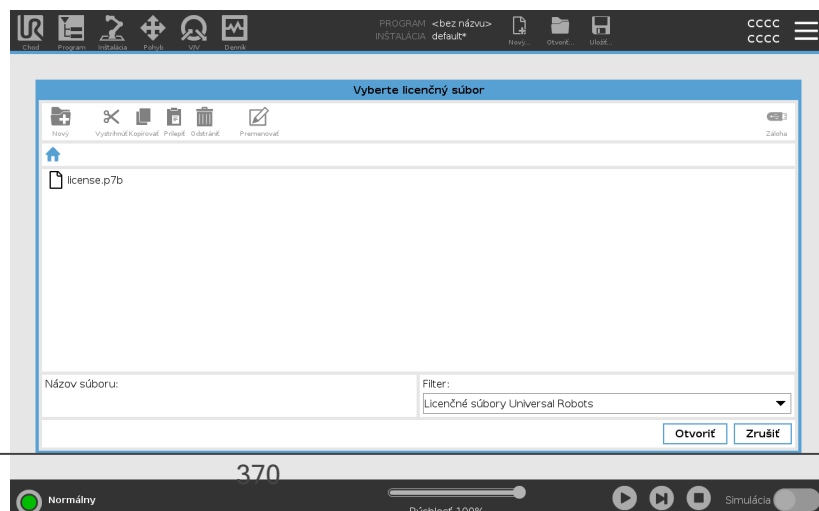 PROGRAM <bez názvu>
INŠTALÁCIA default*
CCCC
CCCC
Chod Program Inštalácia Pohyb V/V Denník Nový... Otvoriť... Uložiť...
Vyberte licenčný súbor
Nový Vystrihnúť Kopírovať Prilepiť Odstrániť Premenovať Záloha
license.p7b
Názov súboru: Filter:
Licenčné súbory Universal Robots
Otvoriť Zrušiť
370
Normálny Rýchlosť 100% Simulácia